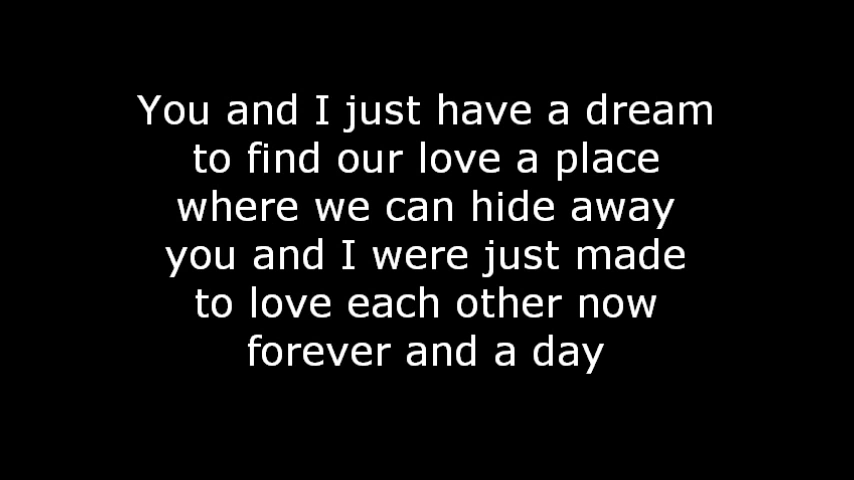 You and I just have a dream
to find our love a place
where we can hide away
you and I were just made
to love each other now
forever and a day